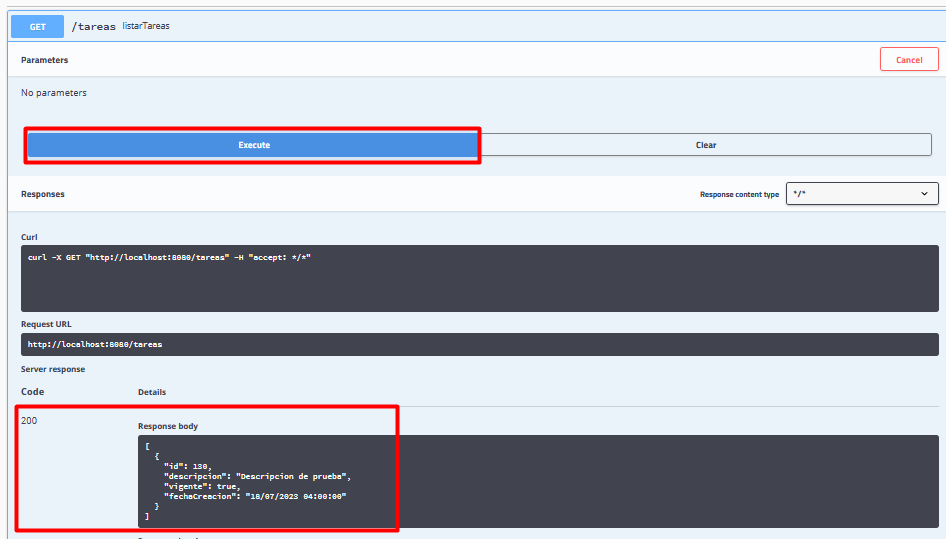 GET /tareas listarTareas
Parameters
Cancel
No parameters
Execute
Clear
Responses
Response content type
*/*
Curl
curl -X GET "http://localhost:8080/tareas" -H "accept: */*"
Request URL
http://localhost:8080/tareas
Server response
Code
Details
200
Response body
[
{
"id": 130,
"descripcion": "Descripcion de prueba",
"vigente": true,
"fechaCreacion": "18/07/2023 04:00:00"
}
]